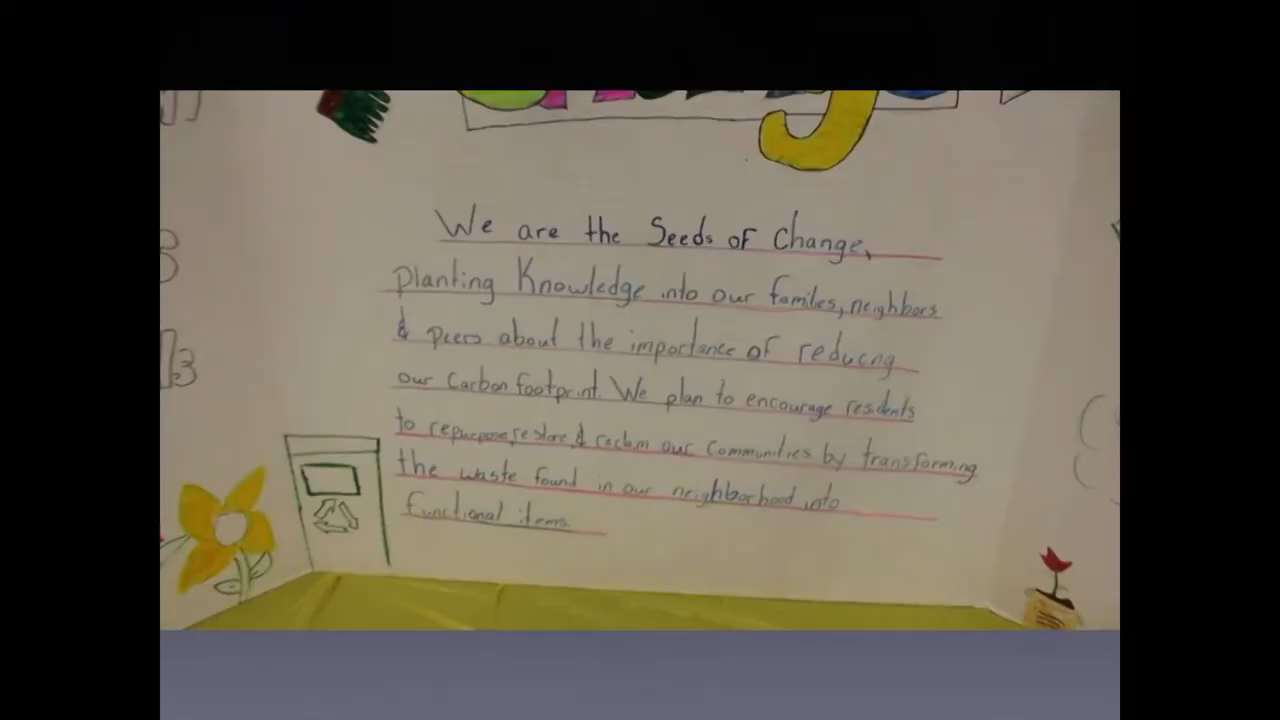 We are the Seeds of Change,
planting Knowledge into our families, neighbors
& peers about the importance of reducng
our carbon footprint. We plan to encourage residents
to repurpose, restore, & reclaim our communities by transforming
the waste found in our neighborhood into
functional items